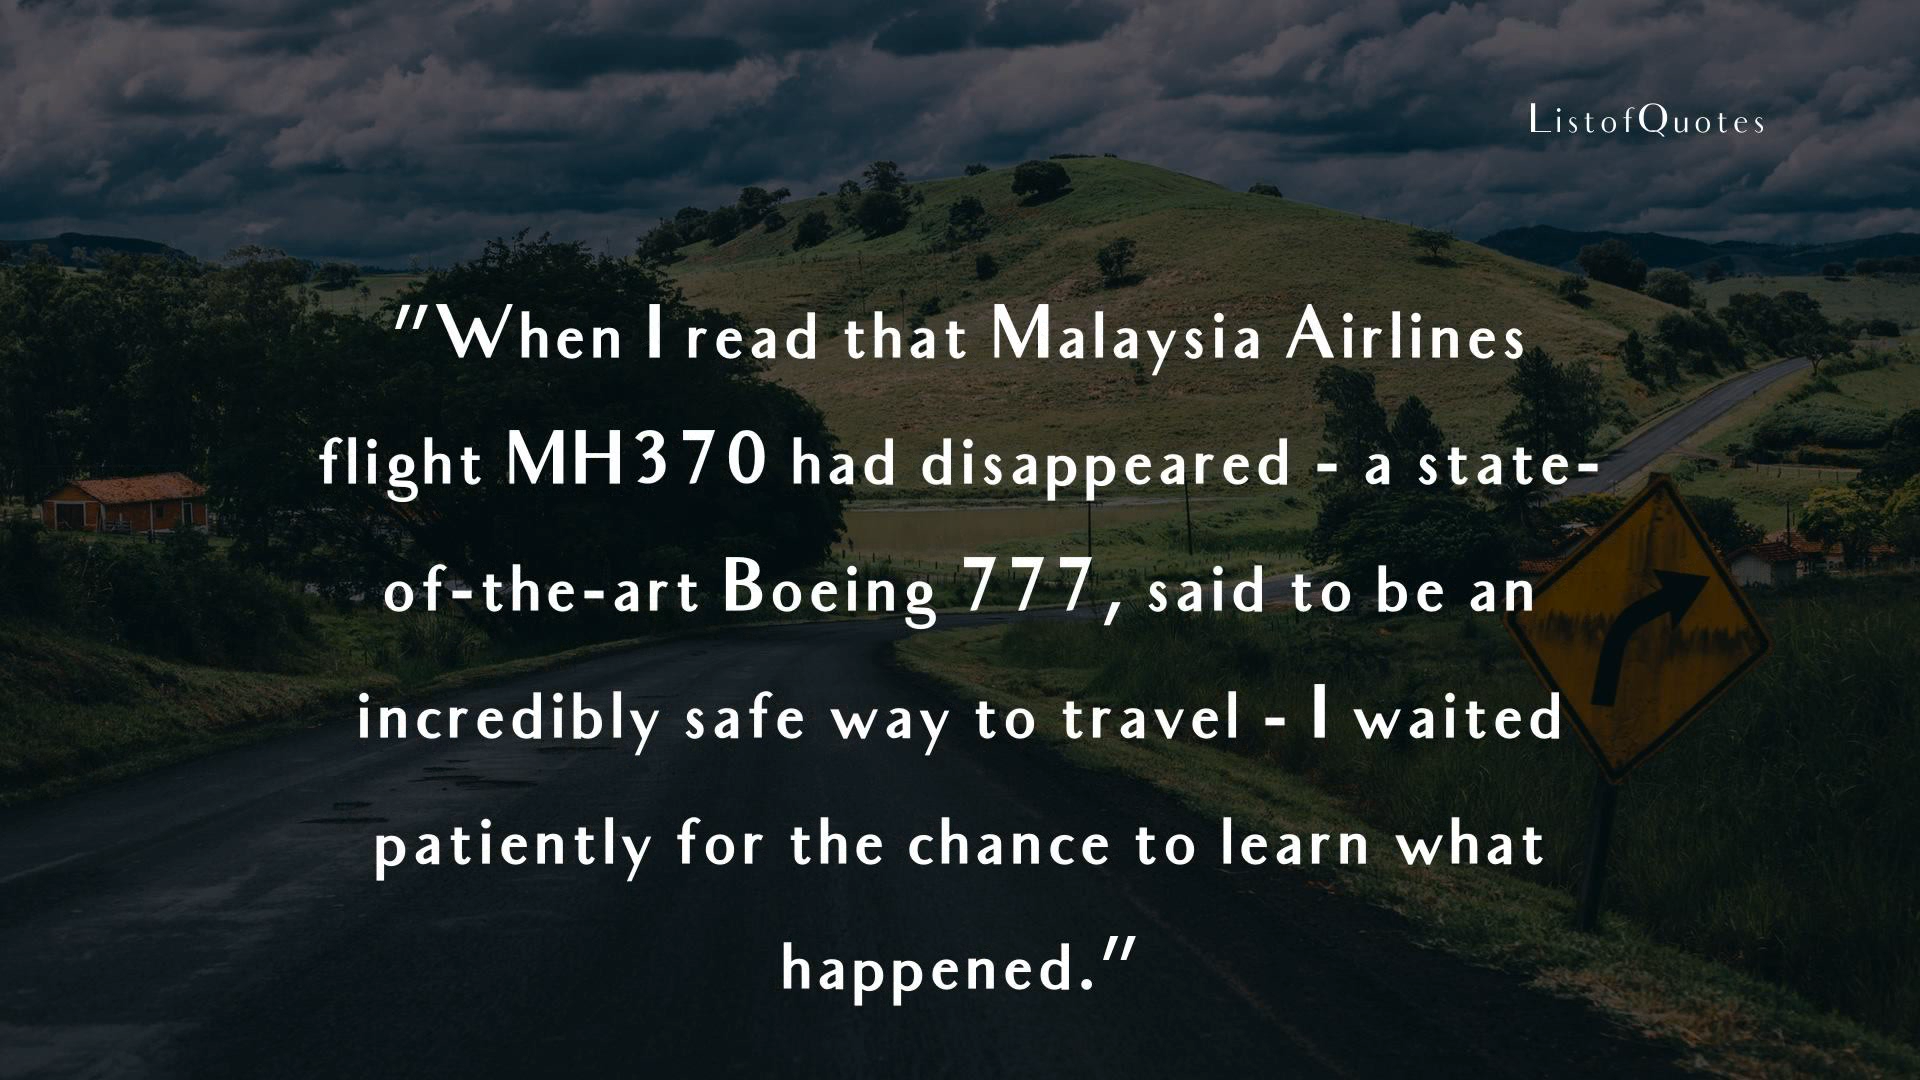 ListofQuotes
"When I read that Malaysia Airlines
flight MH370 had disappeared - a state-
of-the-art Boeing 777, said to be an
incredibly safe way to travel - I waited
patiently for the chance to learn what
happened."